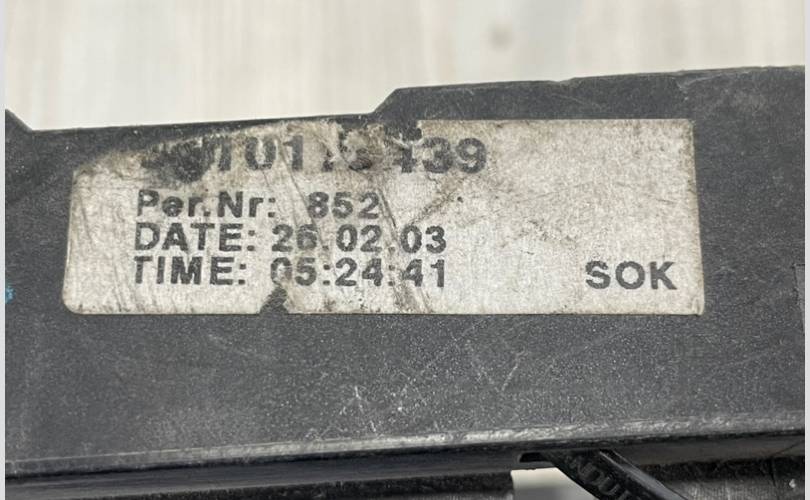 Per.Nr: 852
DATE: 26.02.03
TIME: 05:24:41 SOK